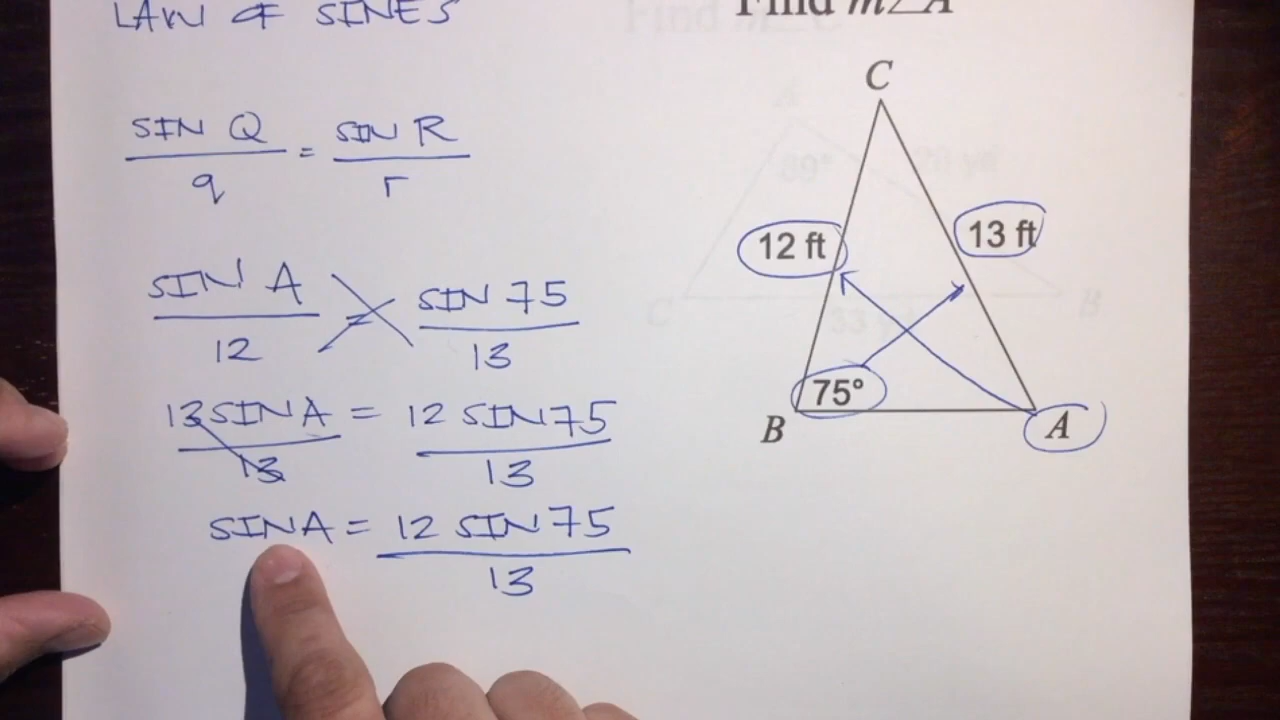 LAW OF SINES
Find m∠A
SIN Q / q = SIN R / r
SIN A / 12 = SIN 75 / 13
13 SIN A / 13 = 12 SIN 75 / 13
SIN A = 12 SIN 75 / 13
C
12 ft
13 ft
75°
B
A